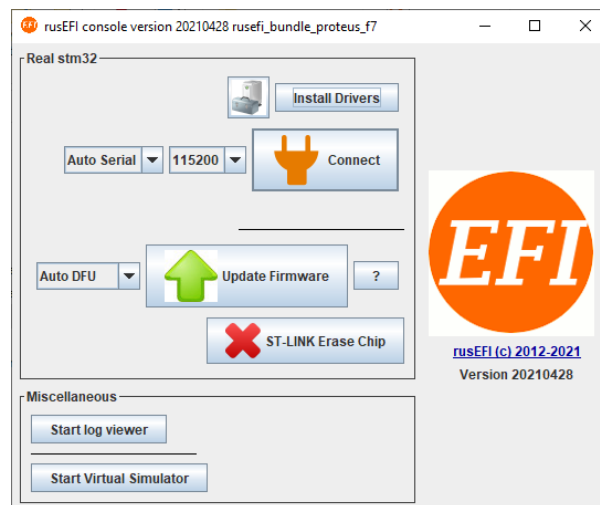 rusEFI console version 20210428 rusefi_bundle_proteus_f7
Real stm32
Install Drivers
Auto Serial 115200 Connect
Auto DFU Update Firmware ?
ST-LINK Erase Chip
EFI
rusEFI (c) 2012-2021
Version 20210428
Miscellaneous
Start log viewer
Start Virtual Simulator